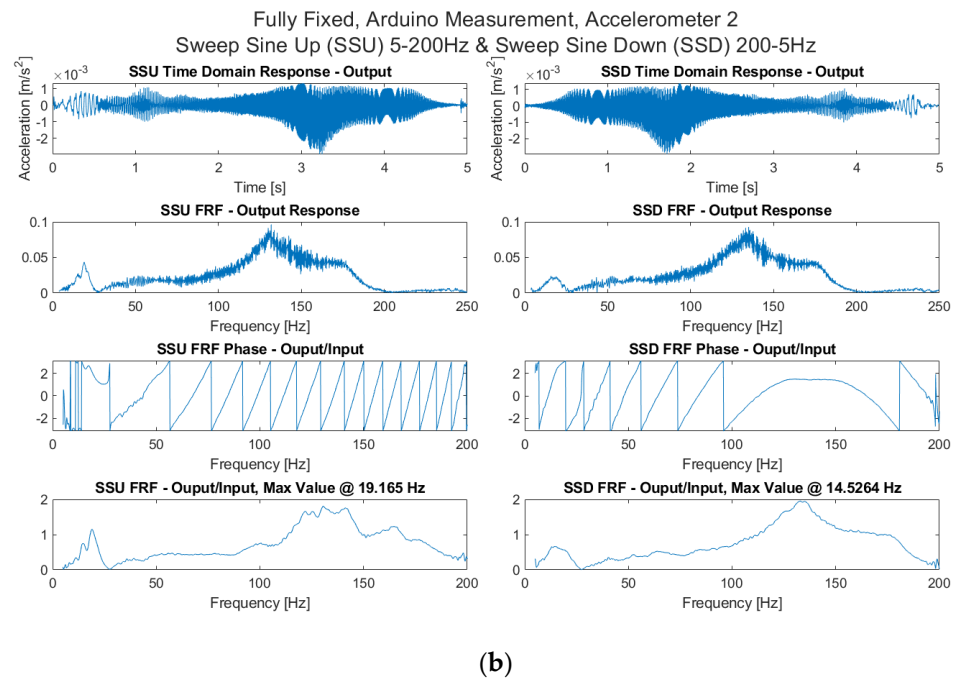 Fully Fixed, Arduino Measurement, Accelerometer 2
Sweep Sine Up (SSU) 5-200Hz & Sweep Sine Down (SSD) 200-5Hz
SSU Time Domain Response - Output
×10⁻³
Acceleration [m/s²]
1
0
-1
-2
0 1 2 3 4 5
Time [s]
SSD Time Domain Response - Output
×10⁻³
Acceleration [m/s²]
1
0
-1
-2
0 1 2 3 4 5
Time [s]
SSU FRF - Output Response
0.1
0.05
0
0 50 100 150 200 250
Frequency [Hz]
SSD FRF - Output Response
0.1
0.05
0
0 50 100 150 200 250
Frequency [Hz]
SSU FRF Phase - Ouput/Input
2
0
-2
0 50 100 150 200
Frequency [Hz]
SSD FRF Phase - Ouput/Input
2
0
-2
0 50 100 150 200
Frequency [Hz]
SSU FRF - Ouput/Input, Max Value @ 19.165 Hz
2
1
0
0 50 100 150 200
Frequency [Hz]
SSD FRF - Ouput/Input, Max Value @ 14.5264 Hz
2
1
0
0 50 100 150 200
Frequency [Hz]
(b)